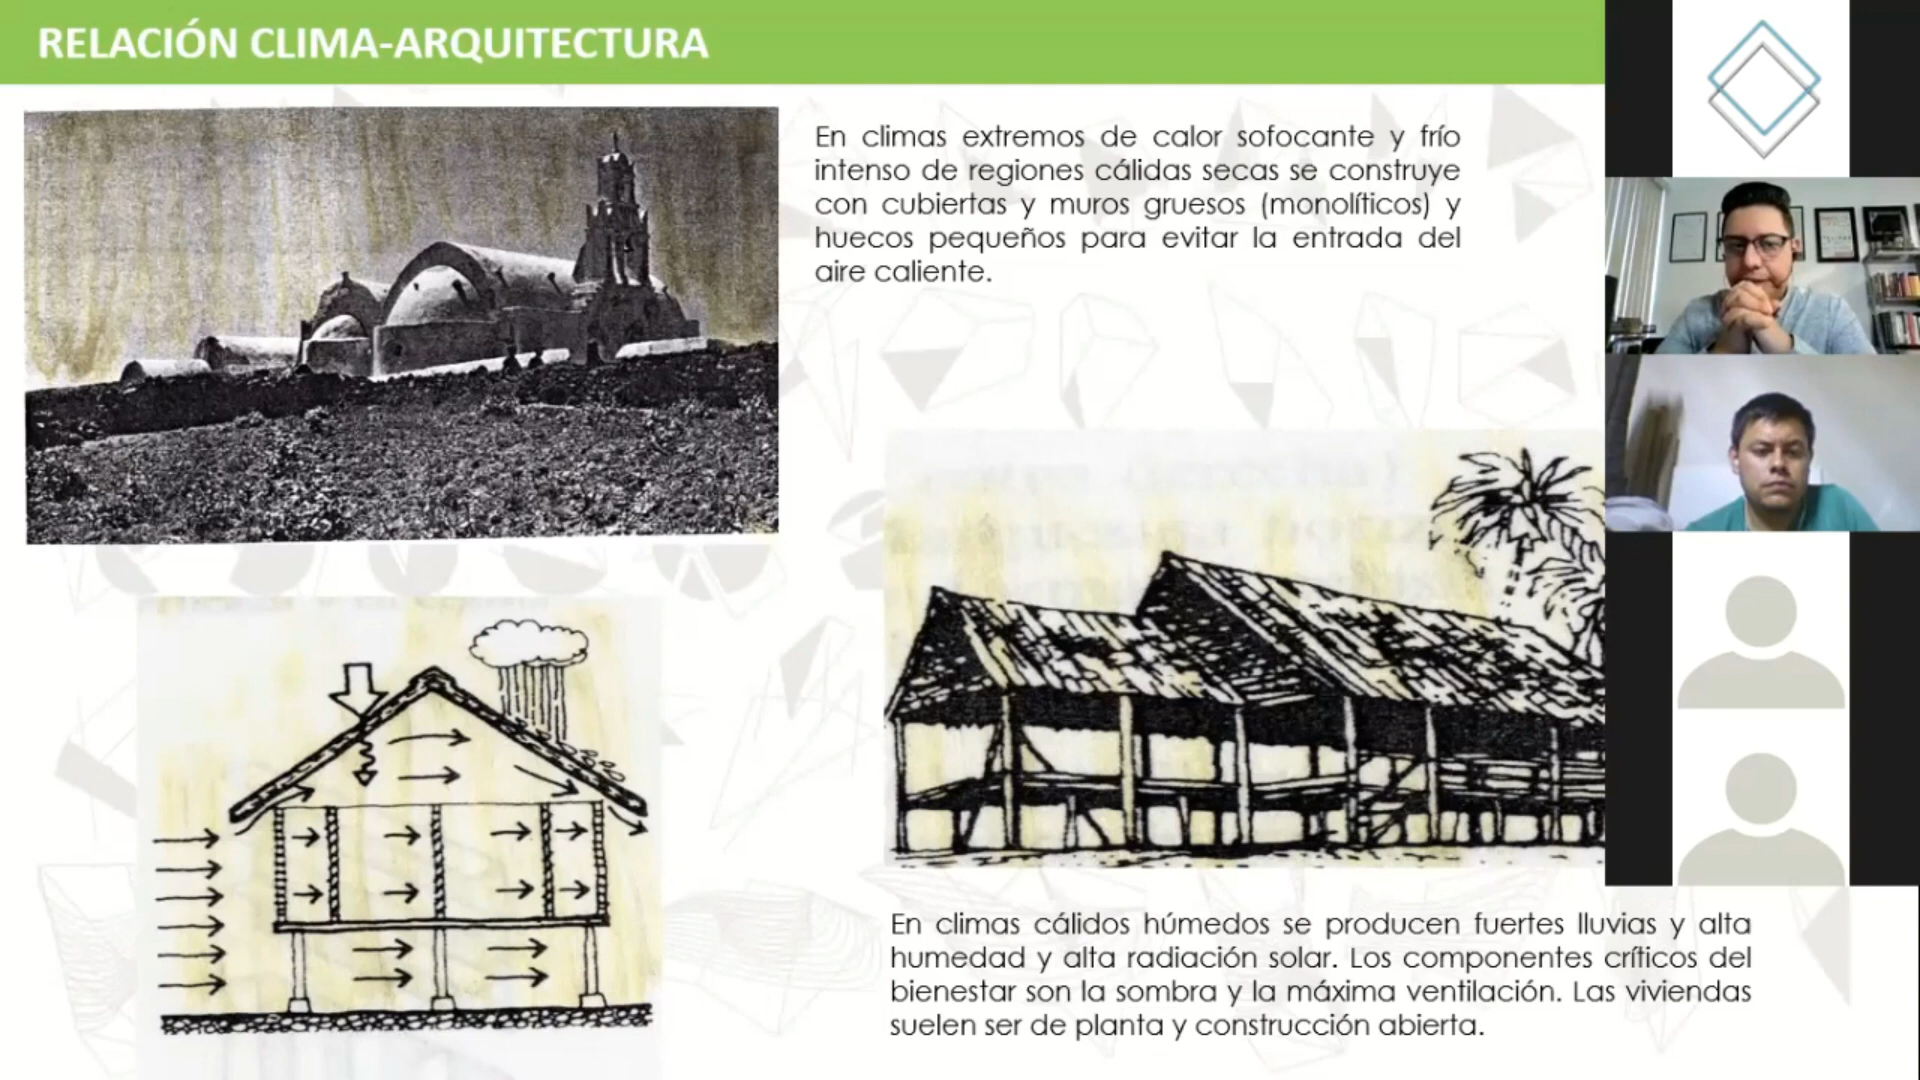 RELACIÓN CLIMA-ARQUITECTURA
En climas extremos de calor sofocante y frío
intenso de regiones cálidas secas se construye
con cubiertas y muros gruesos (monolíticos) y
huecos pequeños para evitar la entrada del
aire caliente.
En climas cálidos húmedos se producen fuertes lluvias y alta
humedad y alta radiación solar. Los componentes críticos del
bienestar son la sombra y la máxima ventilación. Las viviendas
suelen ser de planta y construcción abierta.